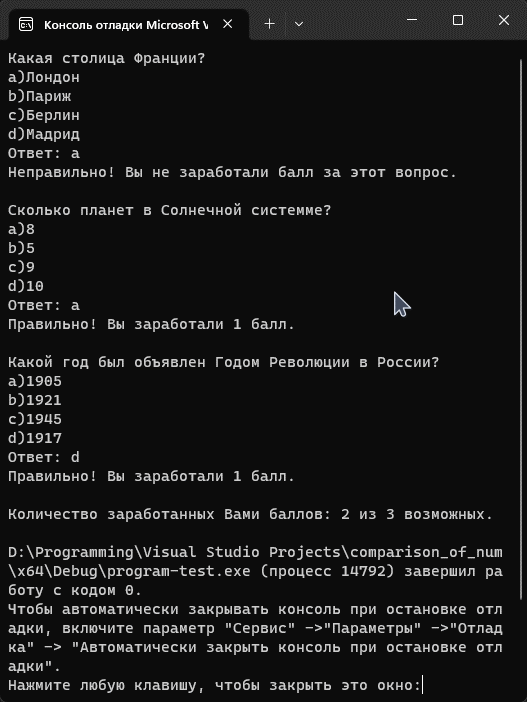 Консоль отладки Microsoft V
Какая столица Франции?
a)Лондон
b)Париж
c)Берлин
d)Мадрид
Ответ: a
Неправильно! Вы не заработали балл за этот вопрос.
Сколько планет в Солнечной системме?
a)8
b)5
c)9
d)10
Ответ: a
Правильно! Вы заработали 1 балл.
Какой год был объявлен Годом Революции в России?
a)1905
b)1921
c)1945
d)1917
Ответ: d
Правильно! Вы заработали 1 балл.
Количество заработанных Вами баллов: 2 из 3 возможных.
D:\Programming\Visual Studio Projects\comparison_of_num
\x64\Debug\program-test.exe (процесс 14792) завершил ра
боту с кодом 0.
Чтобы автоматически закрывать консоль при остановке отл
адки, включите параметр "Сервис" ->"Параметры" ->"Отлад
ка" -> "Автоматически закрыть консоль при остановке отл
адки".
Нажмите любую клавишу, чтобы закрыть это окно: